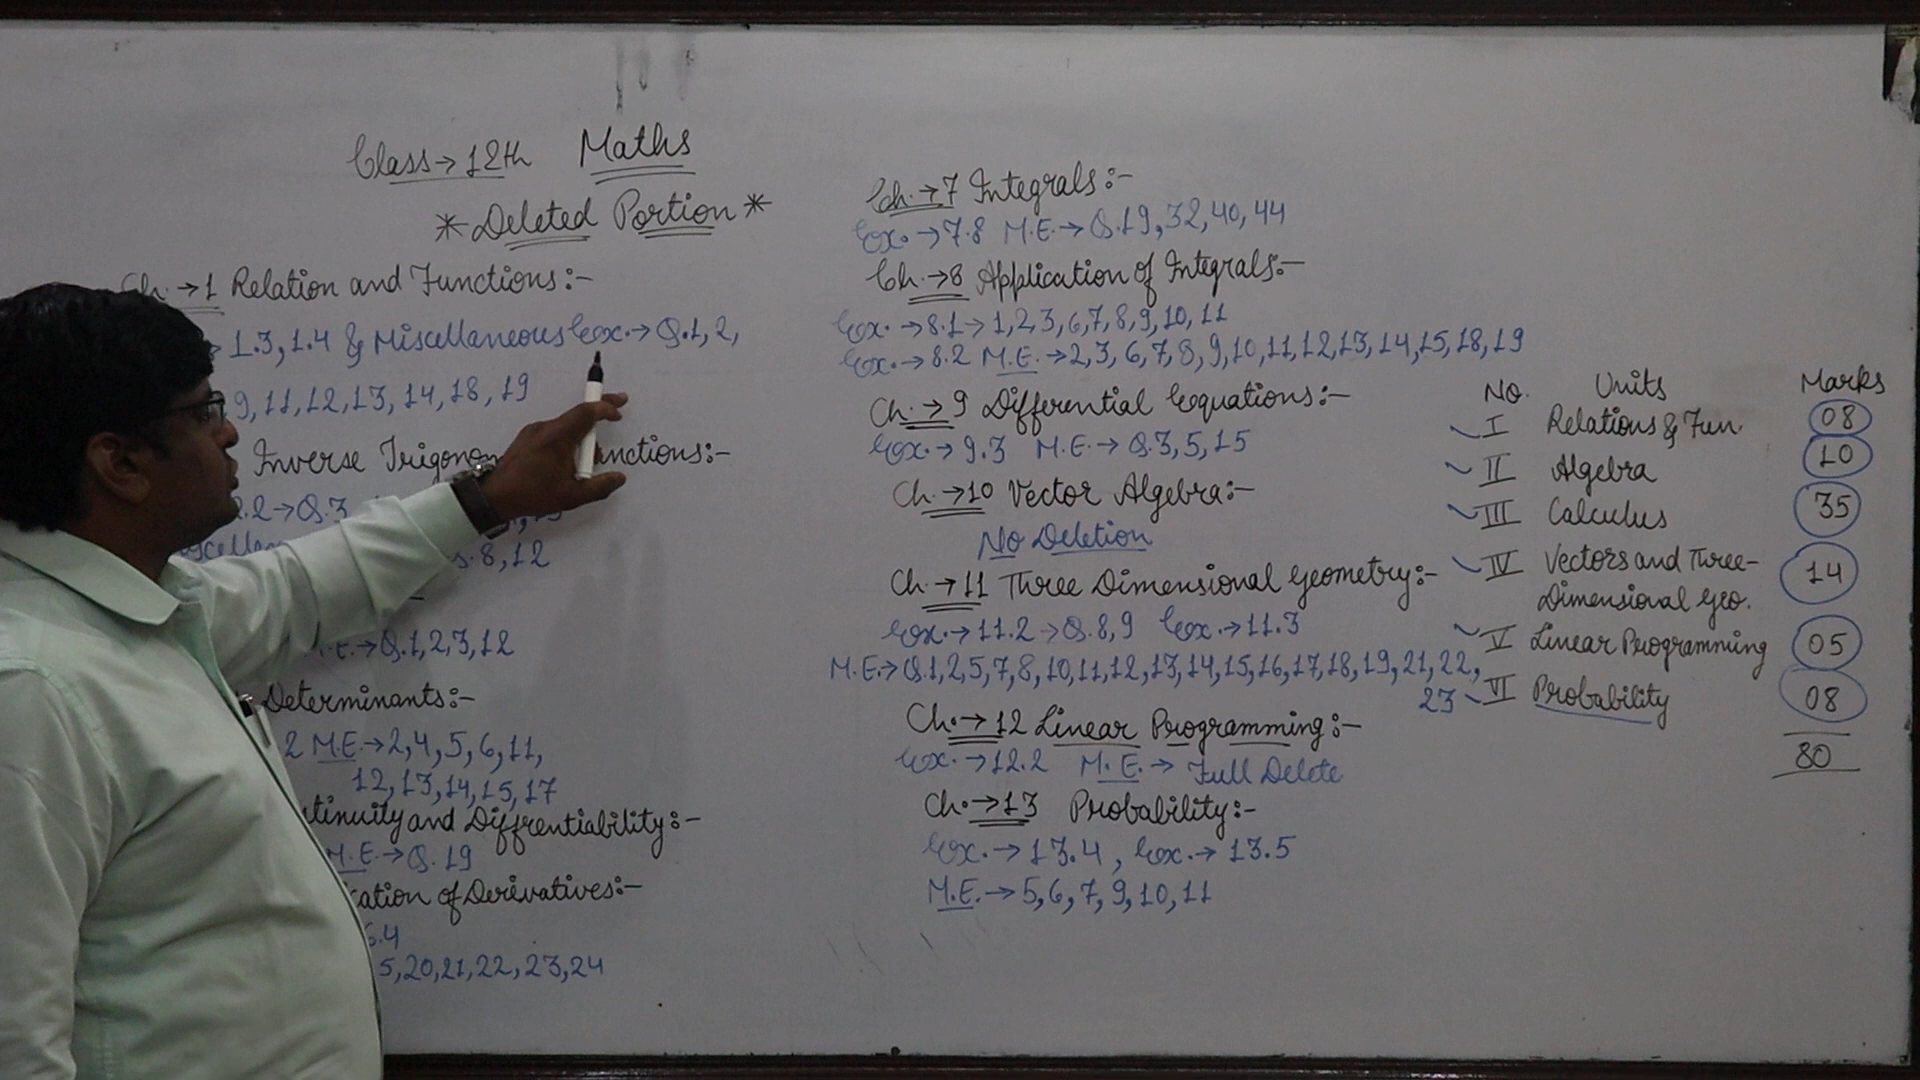 Class→12th Maths
*Deleted Portion*
Ch.→1 Relation and Functions:-
1.3, 1.4 & Miscellaneous Ex.→Q.1, 2,
9, 11, 12, 13, 14, 18, 19
Inverse :-
2.2→Q.3
8, 12
M.E.→Q.1, 2, 3, 12
Determinants:-
2 M.E.→2, 4, 5, 6, 11,
12, 13, 14, 15, 17
and Diffrentiability:-
M.E.→Q.19
of Derivatives:-
6.4
5, 20, 21, 22, 23, 24
Ch.→7 Integrals:-
Ex.→7.8 M.E.→Q.19, 32, 40, 44
Ch.→8 Application of Integrals:-
Ex.→8.1→1, 2, 3, 6, 7, 8, 9, 10, 11
Ex.→8.2 M.E.→2, 3, 6, 7, 8, 9, 10, 11, 12, 13, 14, 15, 18, 19
Ch.→9 Differential Equations:-
Ex.→9.3 M.E.→Q.3, 5, 15
Ch.→10 Vector Algebra:-
No Deletion
Ch.→11 Three Dimensional Geometry:-
Ex.→11.2→Q.8, 9 Ex.→11.3
M.E.→Q.1, 2, 5, 7, 8, 10, 11, 12, 13, 14, 15, 16, 17, 18, 19, 21, 22,
23
Ch.→12 Linear Programming:-
Ex.→12.2 M.E.→Full Delete
Ch.→13 Probability:-
Ex.→13.4, Ex.→13.5
M.E.→5, 6, 7, 9, 10, 11
No. Units Marks
I Relations & Fun. 08
II Algebra 10
III Calculus 35
IV Vectors and Three-
Dimensional Geo. 14
V Linear Programming 05
VI Probability 08
80